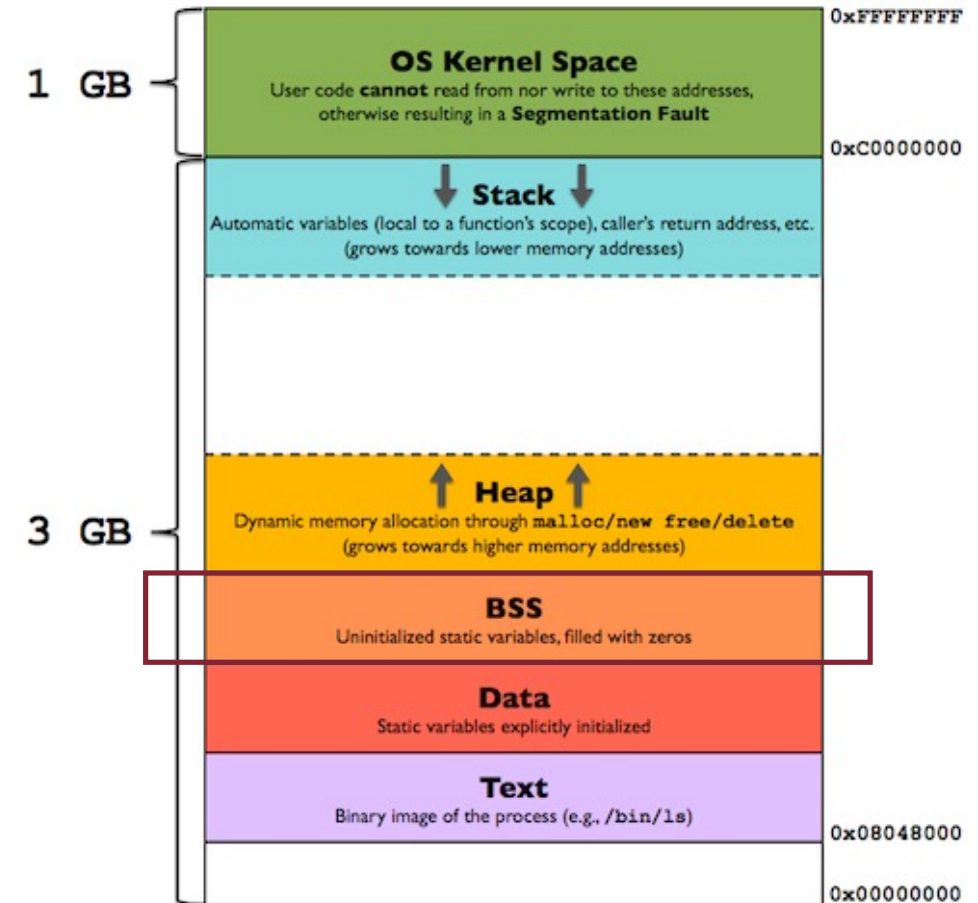 0xFFFFFFFF
1 GB
OS Kernel Space
User code cannot read from nor write to these addresses,
otherwise resulting in a Segmentation Fault
0xC0000000
Stack
Automatic variables (local to a function's scope), caller's return address, etc.
(grows towards lower memory addresses)
3 GB
Heap
Dynamic memory allocation through malloc/new free/delete
(grows towards higher memory addresses)
BSS
Uninitialized static variables, filled with zeros
Data
Static variables explicitly initialized
Text
Binary image of the process (e.g., /bin/ls)
0x08048000
0x00000000